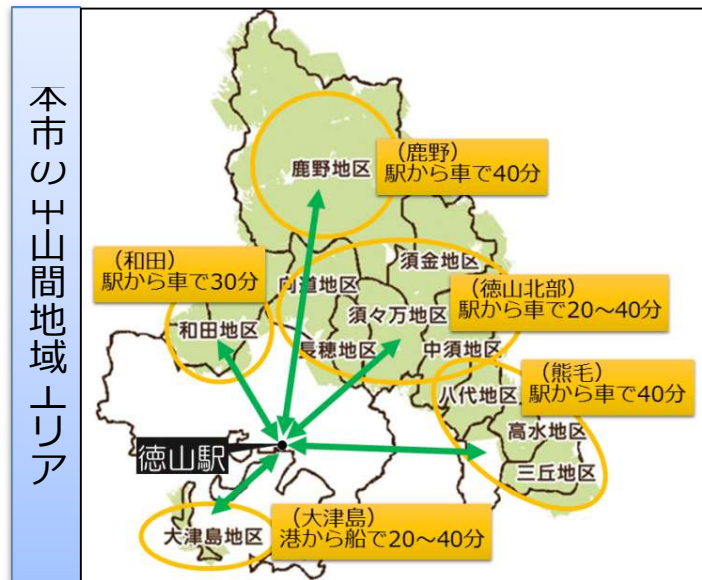 本市の中山間地域エリア
鹿野地区
（鹿野）
駅から車で40分
須金地区
（和田）
駅から車で30分
向道地区
（徳山北部）
駅から車で20～40分
須々万地区
和田地区
長穂地区
中須地区
（熊毛）
駅から車で40分
八代地区
高水地区
徳山駅
三丘地区
（大津島）
港から船で20～40分
大津島地区